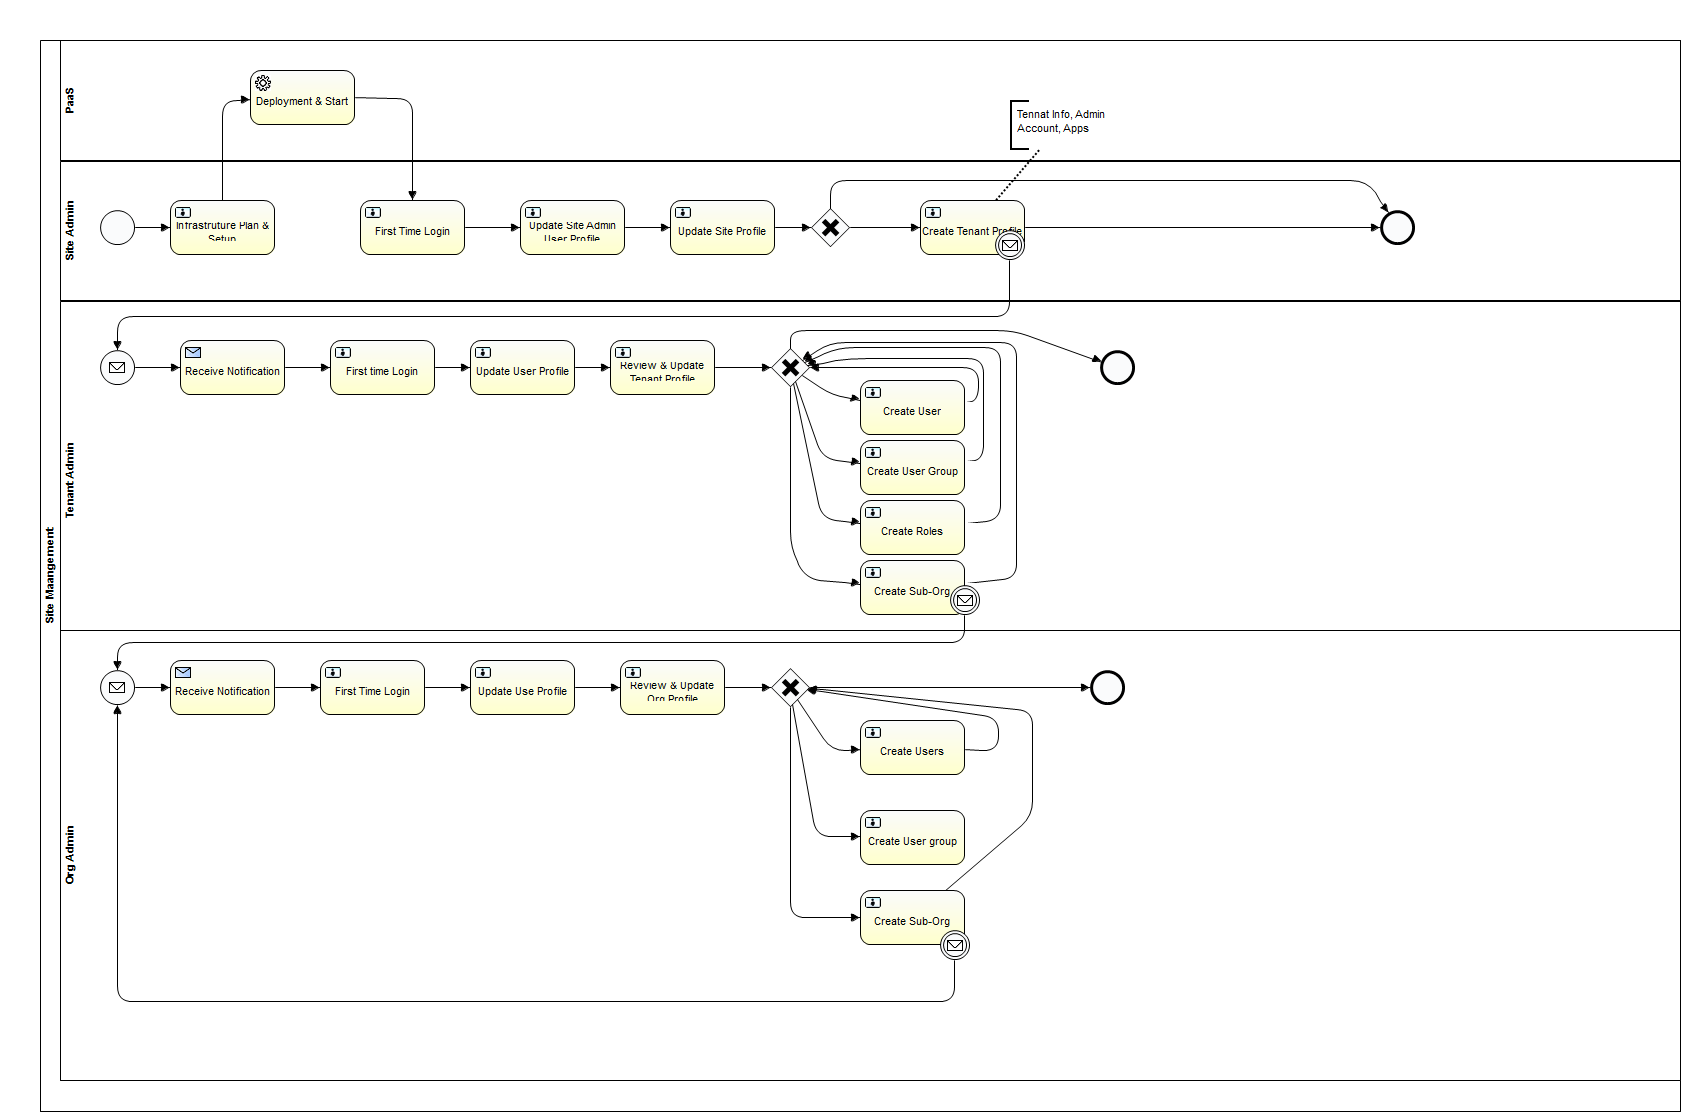 Site Maangement
PaaS
Deployment & Start
Tennat Info, Admin
Account, Apps
Site Admin
Infrastruture Plan &
Setup
First Time Login
Update Site Admin
User Profile
Update Site Profile
Create Tenant Profile
Tenant Admin
Receive Notification
First time Login
Update User Profile
Review & Update
Tenant Profile
Create User
Create User Group
Create Roles
Create Sub-Org
Org Admin
Receive Notification
First Time Login
Update Use Profile
Review & Update
Org Profile
Create Users
Create User group
Create Sub-Org